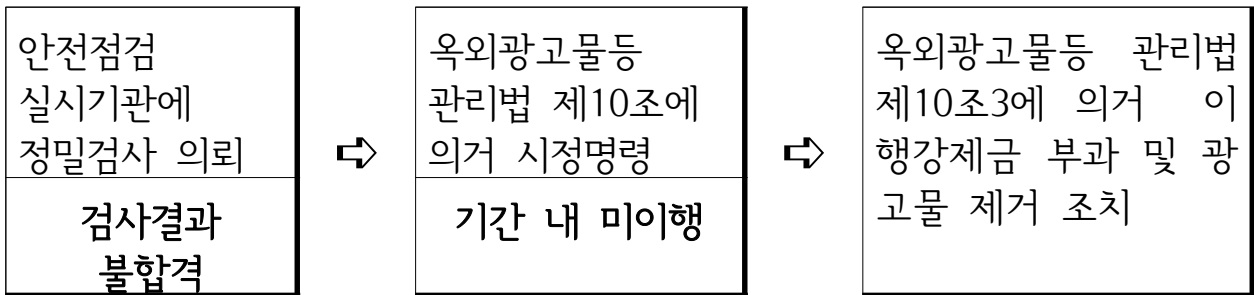 안전점검
실시기관에
정밀검사 의뢰
검사결과
불합격
옥외광고물등
관리법 제10조에
의거 시정명령
기간 내 미이행
옥외광고물등 관리법
제10조3에 의거 이
행강제금 부과 및 광
고물 제거 조치